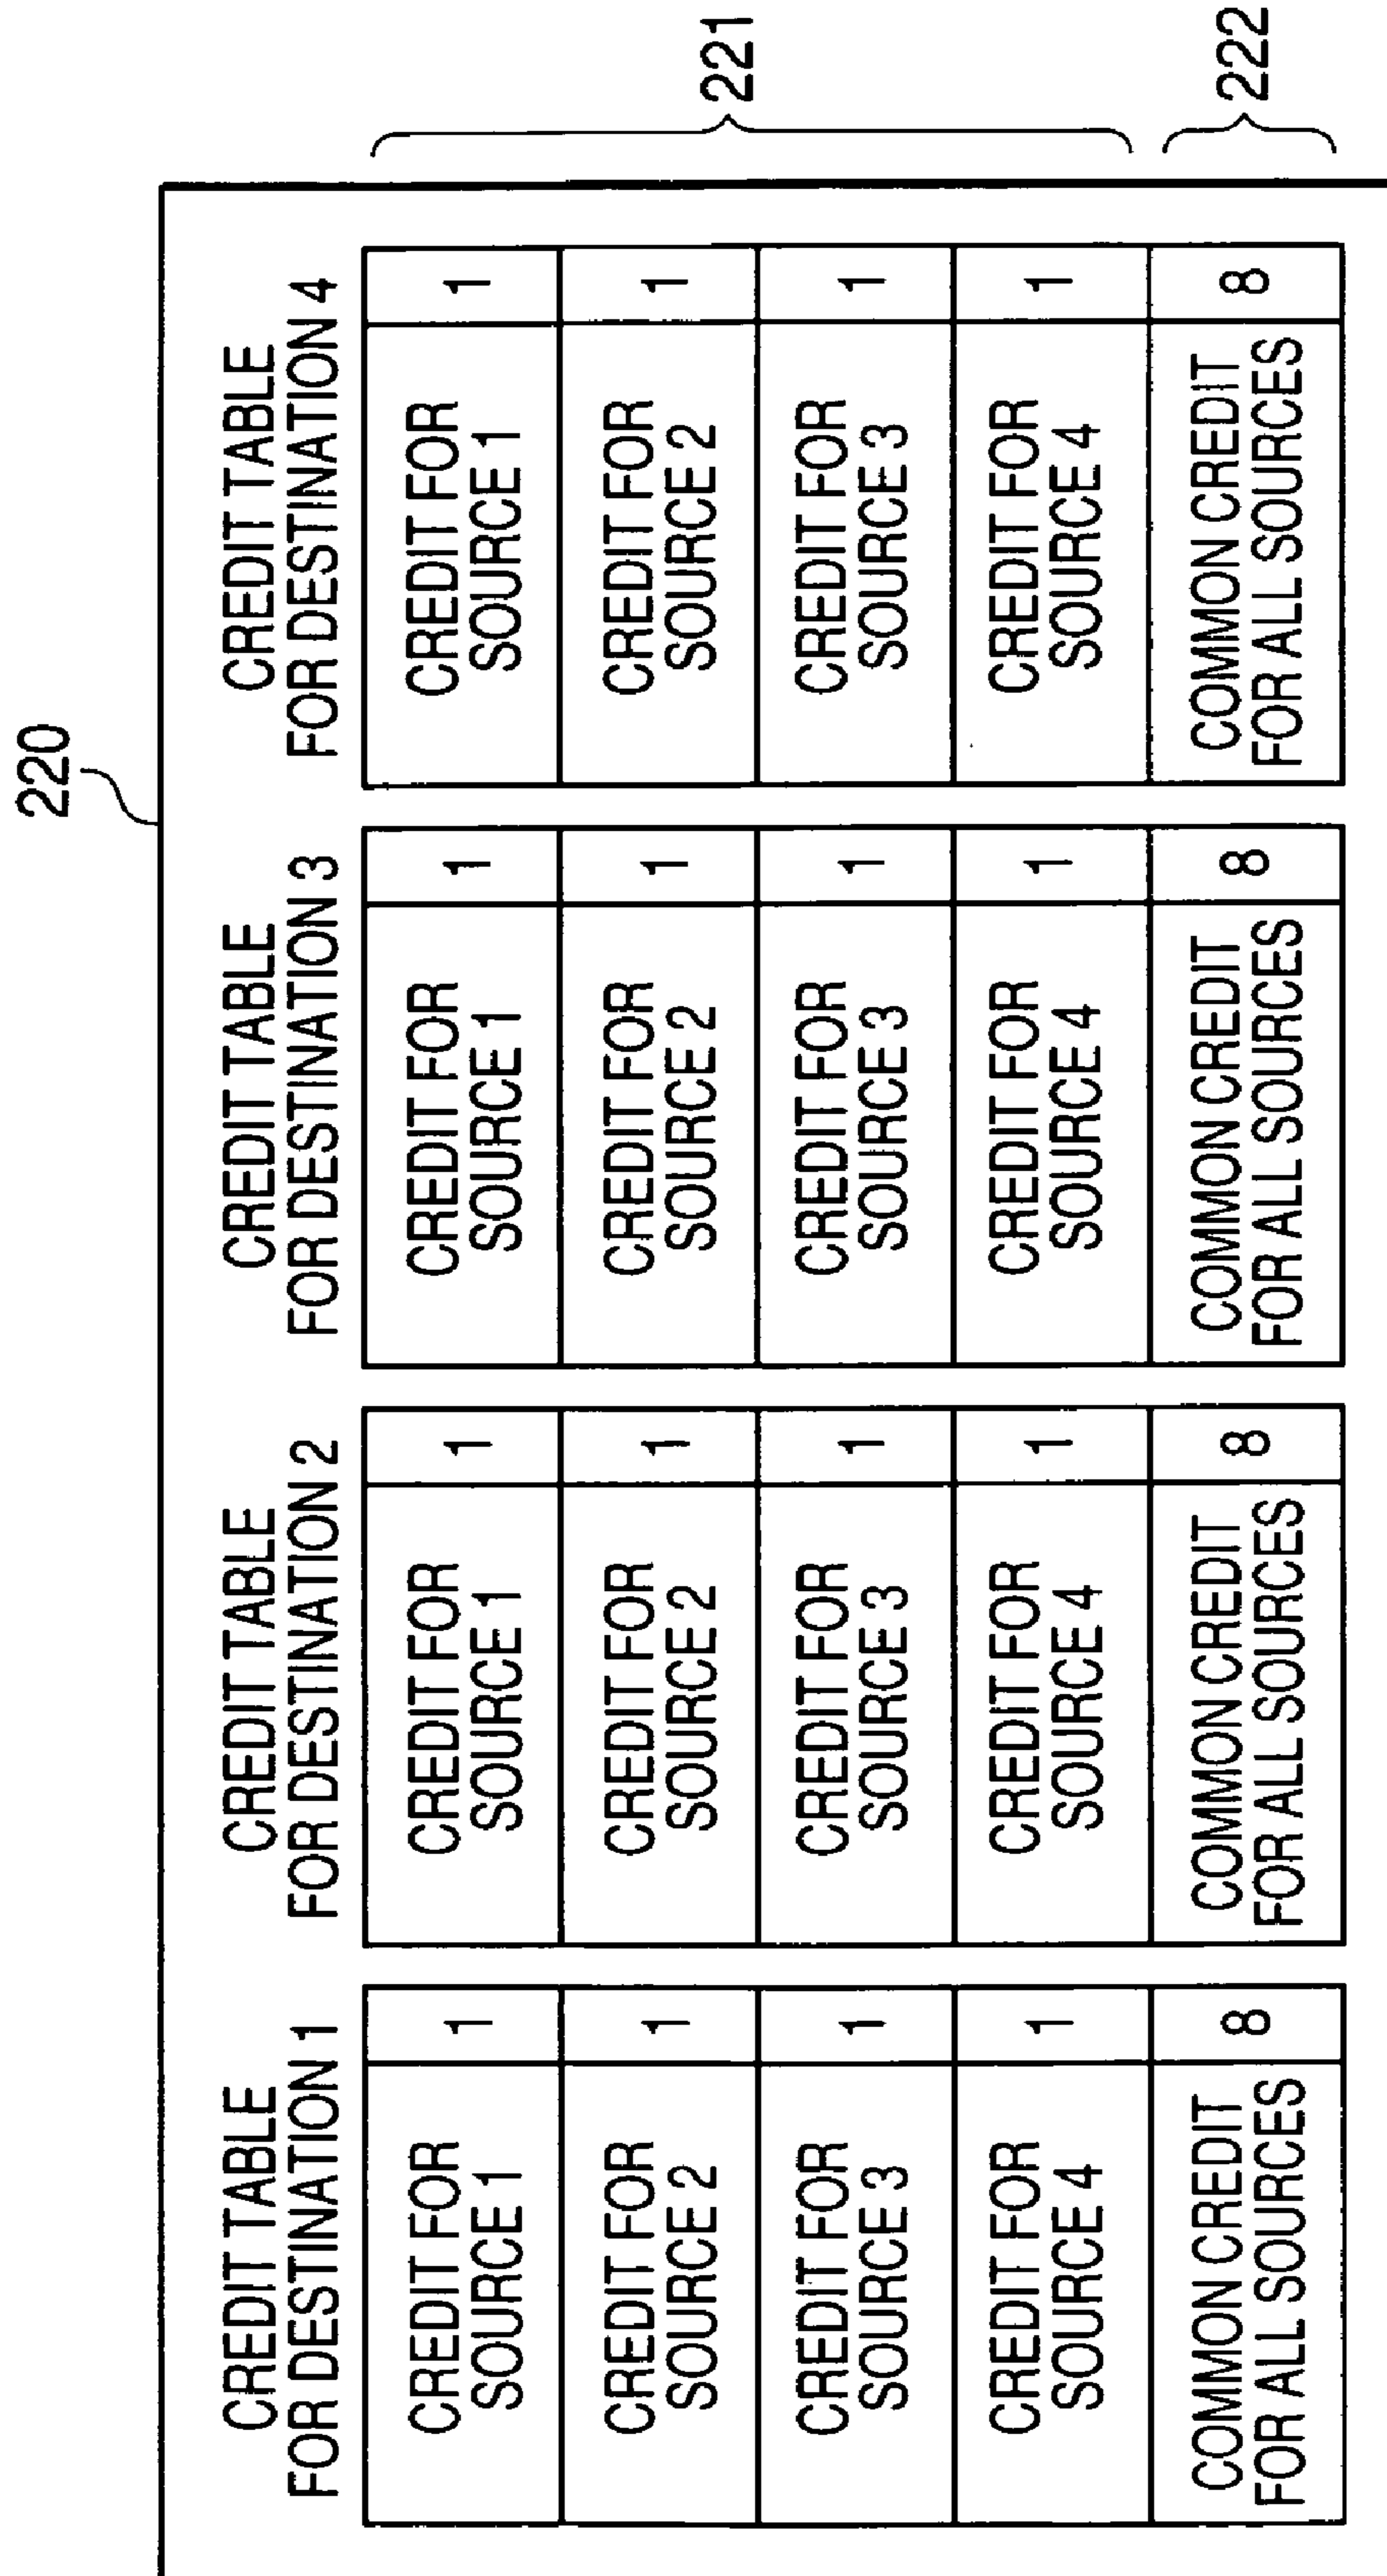 220
CREDIT TABLE
FOR DESTINATION 1
CREDIT FOR
SOURCE 1
1
CREDIT FOR
SOURCE 2
1
CREDIT FOR
SOURCE 3
1
CREDIT FOR
SOURCE 4
1
COMMON CREDIT
FOR ALL SOURCES
8
CREDIT TABLE
FOR DESTINATION 2
CREDIT FOR
SOURCE 1
1
CREDIT FOR
SOURCE 2
1
CREDIT FOR
SOURCE 3
1
CREDIT FOR
SOURCE 4
1
COMMON CREDIT
FOR ALL SOURCES
8
CREDIT TABLE
FOR DESTINATION 3
CREDIT FOR
SOURCE 1
1
CREDIT FOR
SOURCE 2
1
CREDIT FOR
SOURCE 3
1
CREDIT FOR
SOURCE 4
1
COMMON CREDIT
FOR ALL SOURCES
8
CREDIT TABLE
FOR DESTINATION 4
CREDIT FOR
SOURCE 1
1
CREDIT FOR
SOURCE 2
1
CREDIT FOR
SOURCE 3
1
CREDIT FOR
SOURCE 4
1
COMMON CREDIT
FOR ALL SOURCES
8
221
222